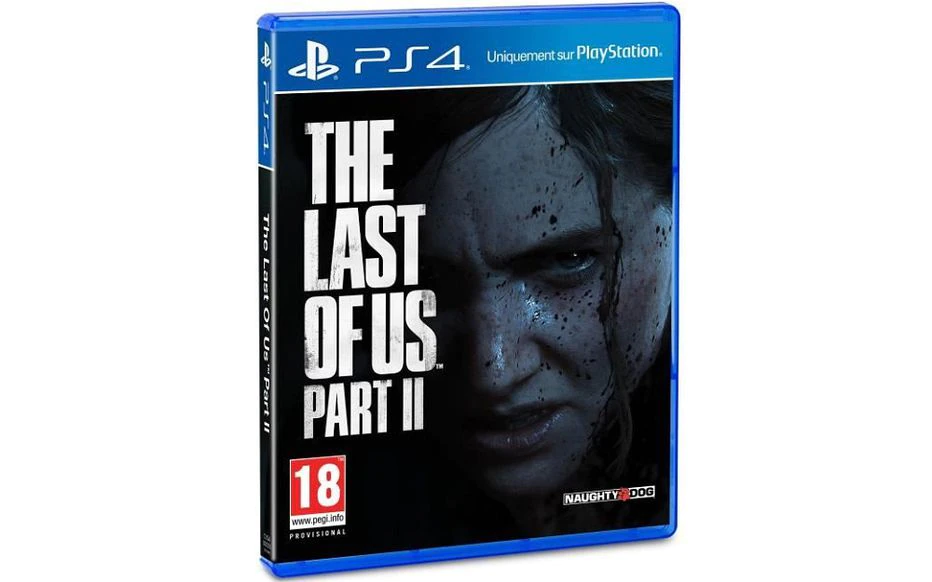 PS4
Uniquement sur PlayStation
THE
LAST
OF US™
PART II
18
www.pegi.info
PROVISIONAL
NAUGHTY DOG
PS4
The Last Of Us™ Part II